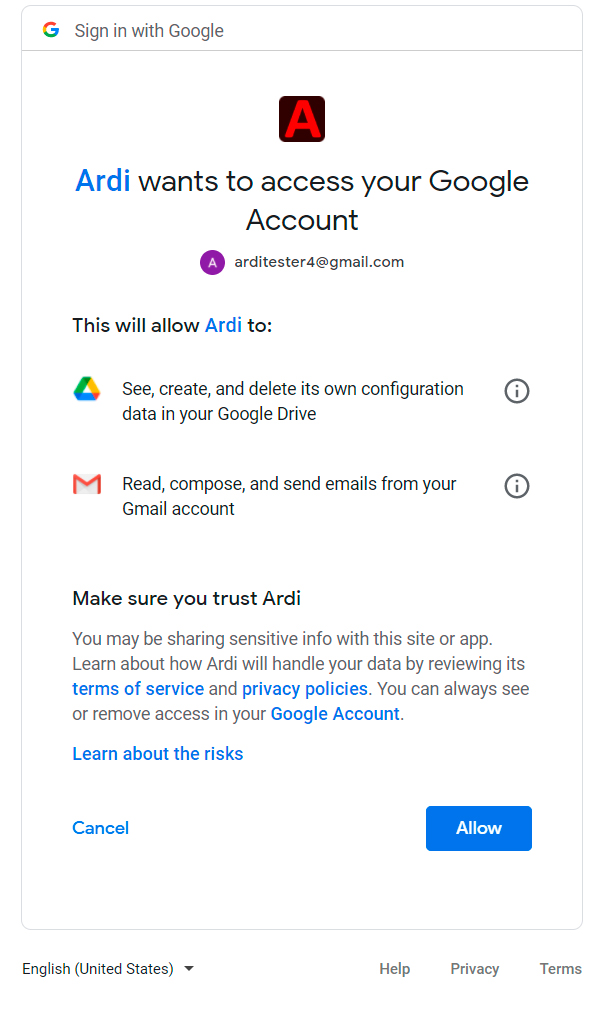 Sign in with Google
A
Ardi wants to access your Google
Account
A arditester4@gmail.com
This will allow Ardi to:
See, create, and delete its own configuration
data in your Google Drive
Read, compose, and send emails from your
Gmail account
Make sure you trust Ardi
You may be sharing sensitive info with this site or app.
Learn about how Ardi will handle your data by reviewing its
terms of service and privacy policies. You can always see
or remove access in your Google Account.
Learn about the risks
Cancel Allow
English (United States) Help Privacy Terms